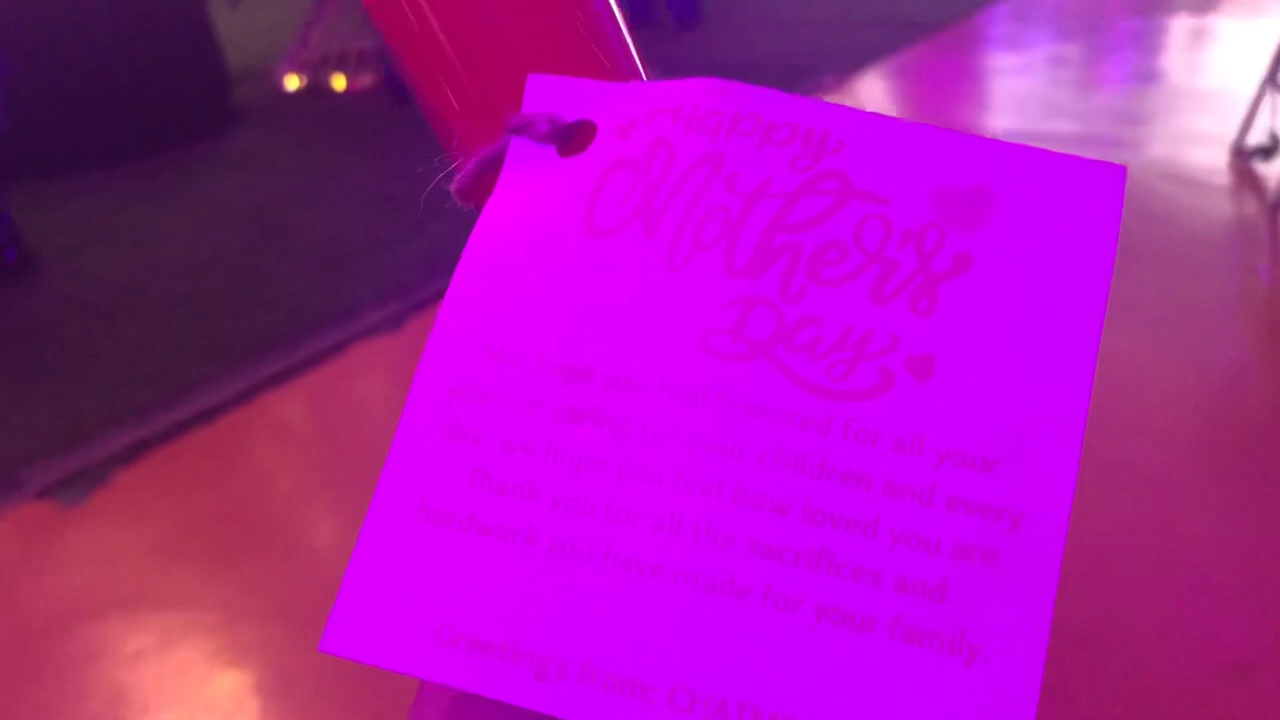 Happy
Mother's
Day
We hope you feel honored for all your
years of caring for your children and every
day, we hope you feel how loved you are.
Thank you for all the sacrifices and
hardwork you have made for your family.
Greetings from: